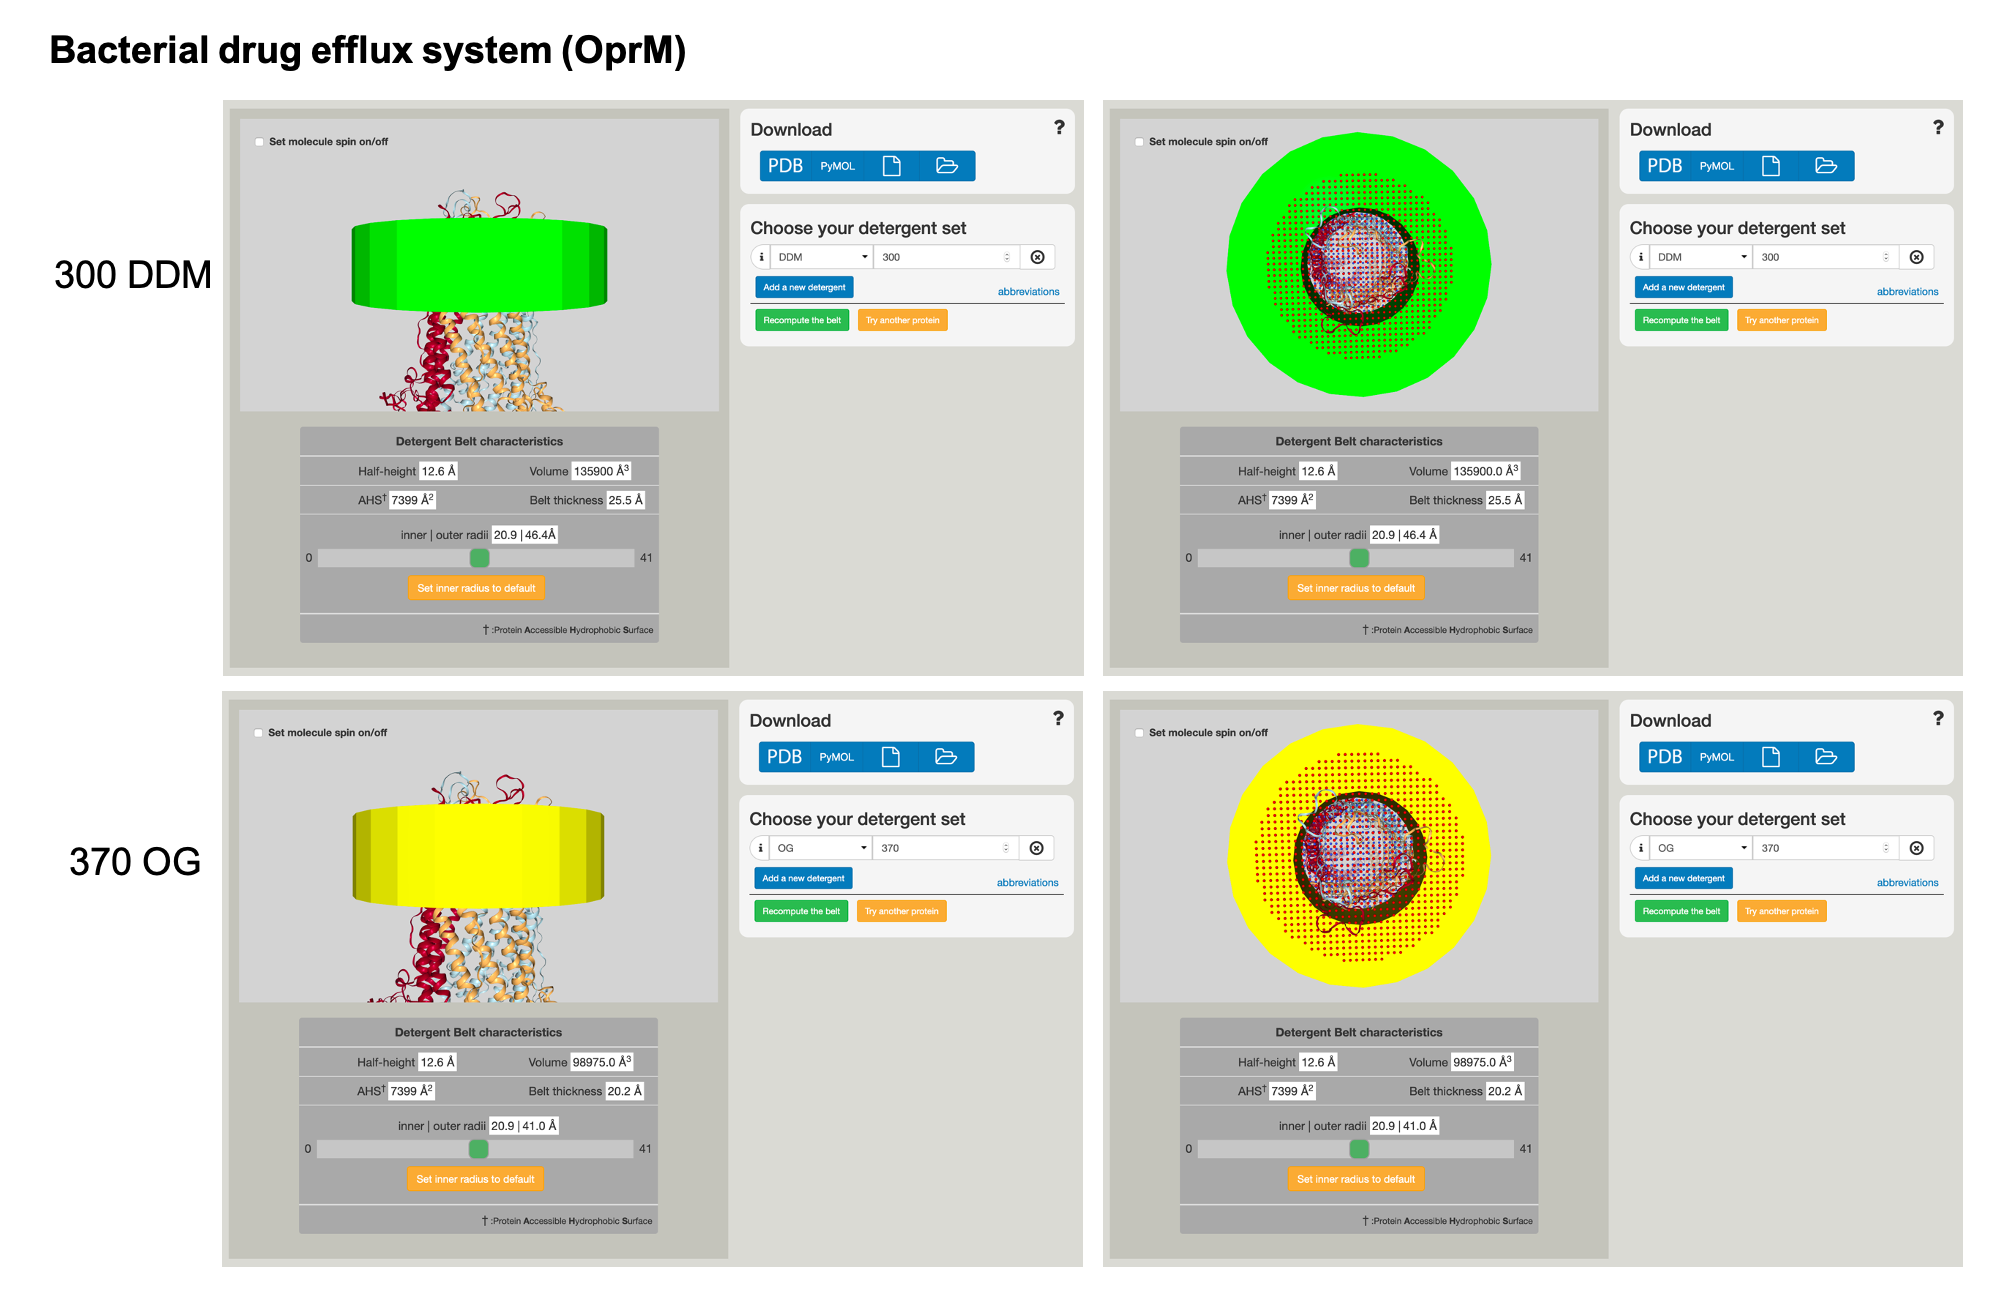 Bacterial drug efflux system (OprM)
300 DDM
Set molecule spin on/off
Download ?
PDB PyMOL
Choose your detergent set
i DDM 300
Add a new detergent abbreviations
Recompute the belt Try another protein
Detergent Belt characteristics
Half-height 12.6 Å Volume 135900 Å³
AHS† 7399 Å² Belt thickness 25.5 Å
inner | outer radii 20.9 | 46.4Å
0 41
Set inner radius to default
† :Protein Accessible Hydrophobic Surface
Set molecule spin on/off
Download ?
PDB PyMOL
Choose your detergent set
i DDM 300
Add a new detergent abbreviations
Recompute the belt Try another protein
Detergent Belt characteristics
Half-height 12.6 Å Volume 135900.0 Å³
AHS† 7399 Å² Belt thickness 25.5 Å
inner | outer radii 20.9 | 46.4 Å
0 41
Set inner radius to default
† :Protein Accessible Hydrophobic Surface
370 OG
Set molecule spin on/off
Download ?
PDB PyMOL
Choose your detergent set
i OG 370
Add a new detergent abbreviations
Recompute the belt Try another protein
Detergent Belt characteristics
Half-height 12.6 Å Volume 98975.0 Å³
AHS† 7399 Å² Belt thickness 20.2 Å
inner | outer radii 20.9 | 41.0 Å
0 41
Set inner radius to default
† :Protein Accessible Hydrophobic Surface
Set molecule spin on/off
Download ?
PDB PyMOL
Choose your detergent set
i OG 370
Add a new detergent abbreviations
Recompute the belt Try another protein
Detergent Belt characteristics
Half-height 12.6 Å Volume 98975.0 Å³
AHS† 7399 Å² Belt thickness 20.2 Å
inner | outer radii 20.9 | 41.0 Å
0 41
Set inner radius to default
† :Protein Accessible Hydrophobic Surface